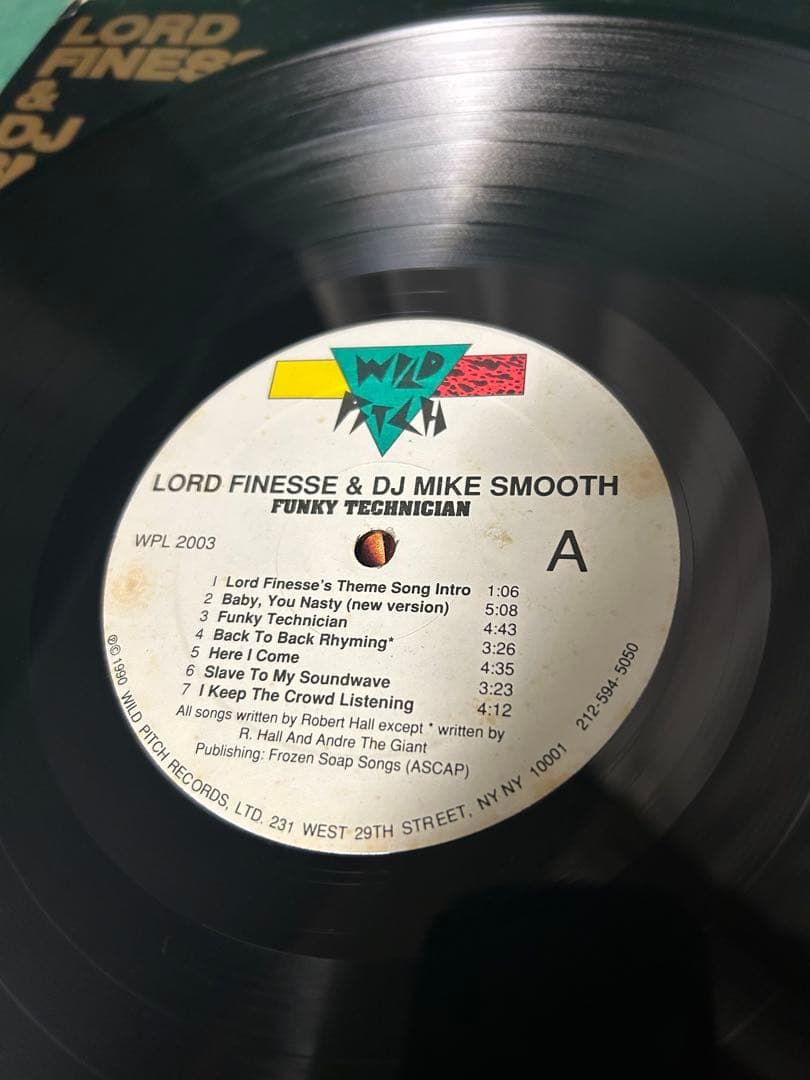 LORD
FINESS
&
DJ
WILD
PITCH
LORD FINESSE & DJ MIKE SMOOTH
FUNKY TECHNICIAN
WPL 2003
A
1 Lord Finesse's Theme Song Intro 1:06
2 Baby, You Nasty (new version) 5:08
3 Funky Technician 4:43
4 Back To Back Rhyming* 3:26
5 Here I Come 4:35
6 Slave To My Soundwave 3:23
7 I Keep The Crowd Listening 4:12
All songs written by Robert Hall except * written by
R. Hall And Andre The Giant
Publishing: Frozen Soap Songs (ASCAP)
℗© 1990 WILD PITCH RECORDS, LTD. 231 WEST 29TH STREET, NY NY 10001 212-594-5050